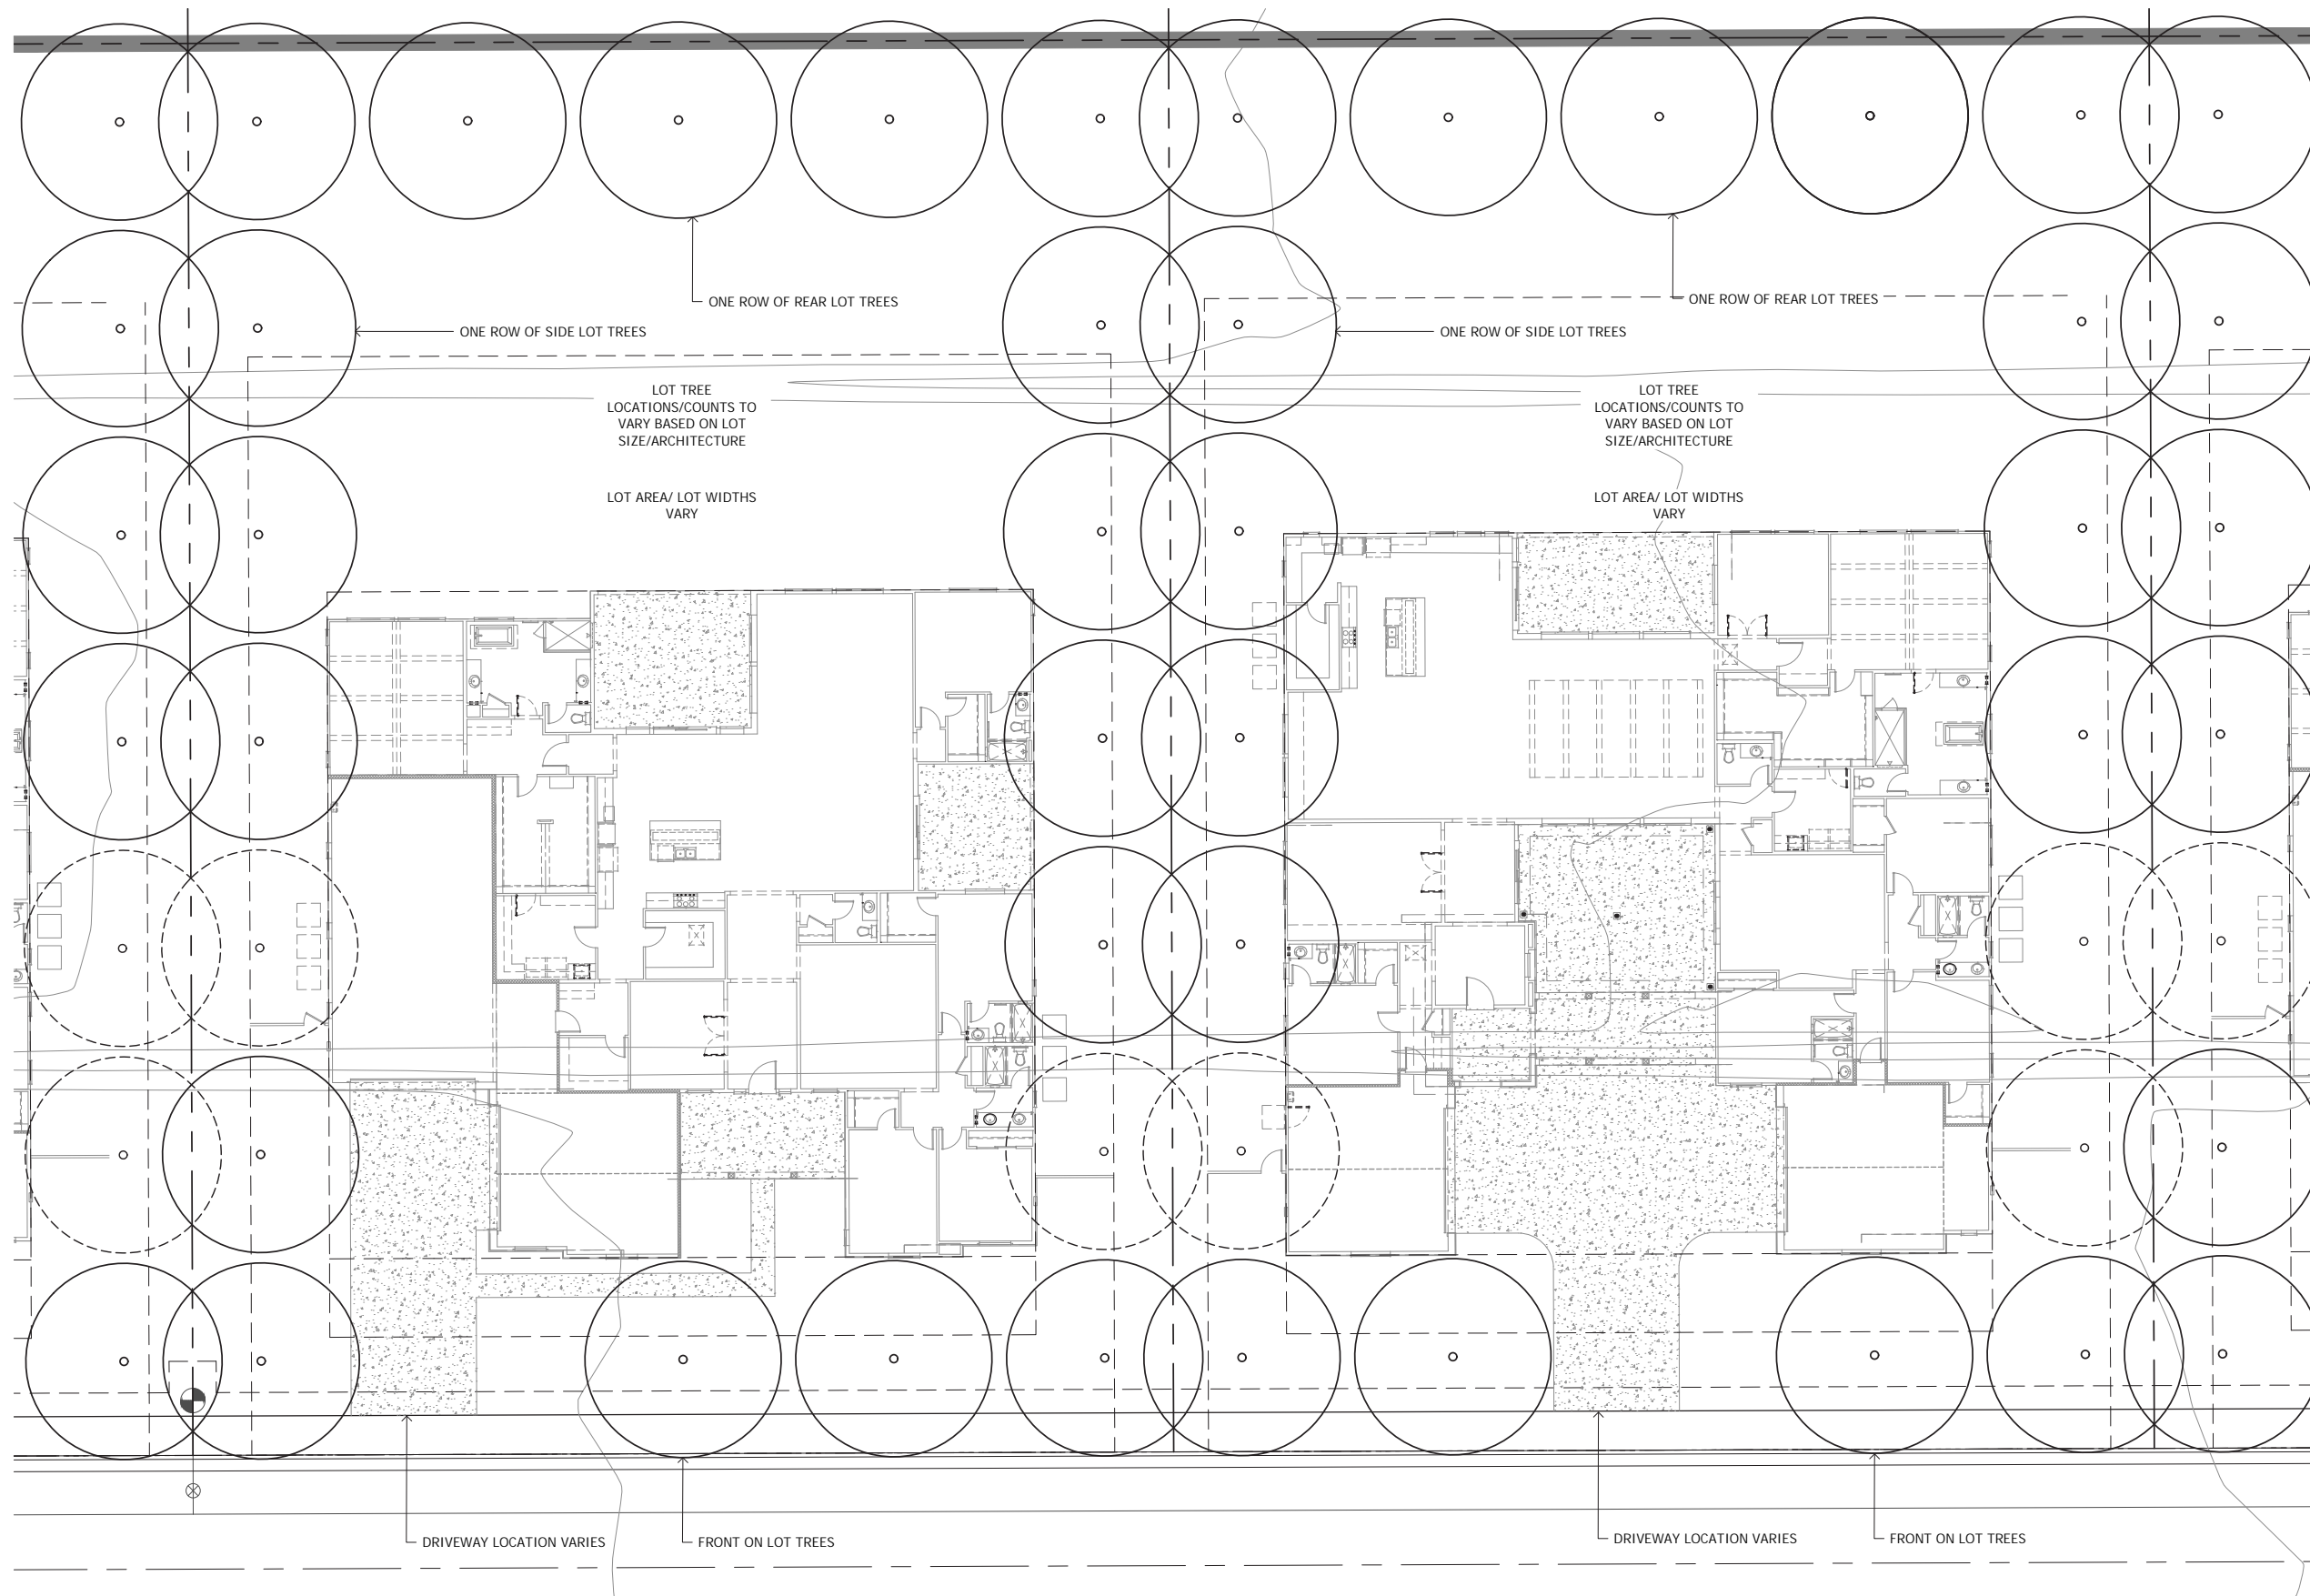 ONE ROW OF REAR LOT TREES
ONE ROW OF REAR LOT TREES
ONE ROW OF SIDE LOT TREES
ONE ROW OF SIDE LOT TREES
LOT TREE
LOCATIONS/COUNTS TO
VARY BASED ON LOT
SIZE/ARCHITECTURE
LOT TREE
LOCATIONS/COUNTS TO
VARY BASED ON LOT
SIZE/ARCHITECTURE
LOT AREA/ LOT WIDTHS
VARY
LOT AREA/ LOT WIDTHS
VARY
DRIVEWAY LOCATION VARIES
FRONT ON LOT TREES
DRIVEWAY LOCATION VARIES
FRONT ON LOT TREES